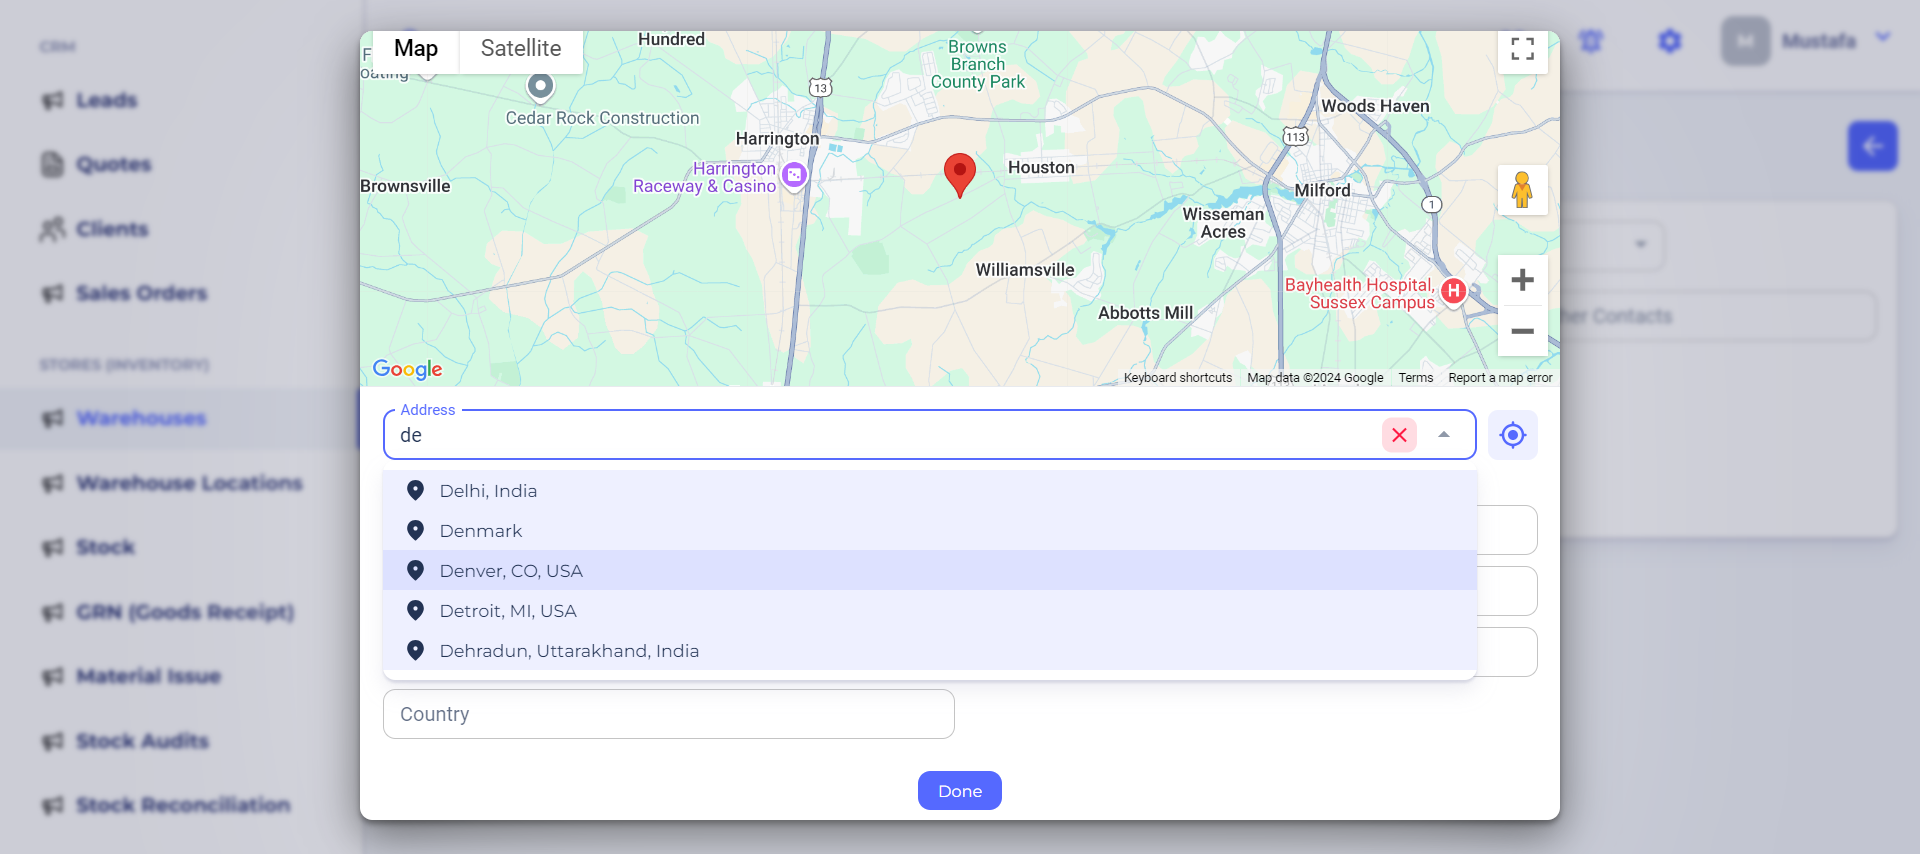 CRM
Leads
Quotes
Clients
Sales Orders
STORES (INVENTORY)
Warehouses
Warehouse Locations
Stock
GRN (Goods Receipt)
Material Issue
Stock Audits
Stock Reconciliation
M
Mustafa
her Contacts
Map
Satellite
F
oating
Hundred
Browns
Branch
County Park
13
Cedar Rock Construction
Woods Haven
113
Harrington
Harrington
Raceway & Casino
Houston
Brownsville
Milford
1
Wisseman
Acres
Williamsville
Bayhealth Hospital,
Sussex Campus
H
Abbotts Mill
Google
Keyboard shortcuts
Map data ©2024 Google
Terms
Report a map error
Address
de
Delhi, India
Denmark
Denver, CO, USA
Detroit, MI, USA
Dehradun, Uttarakhand, India
Country
Done